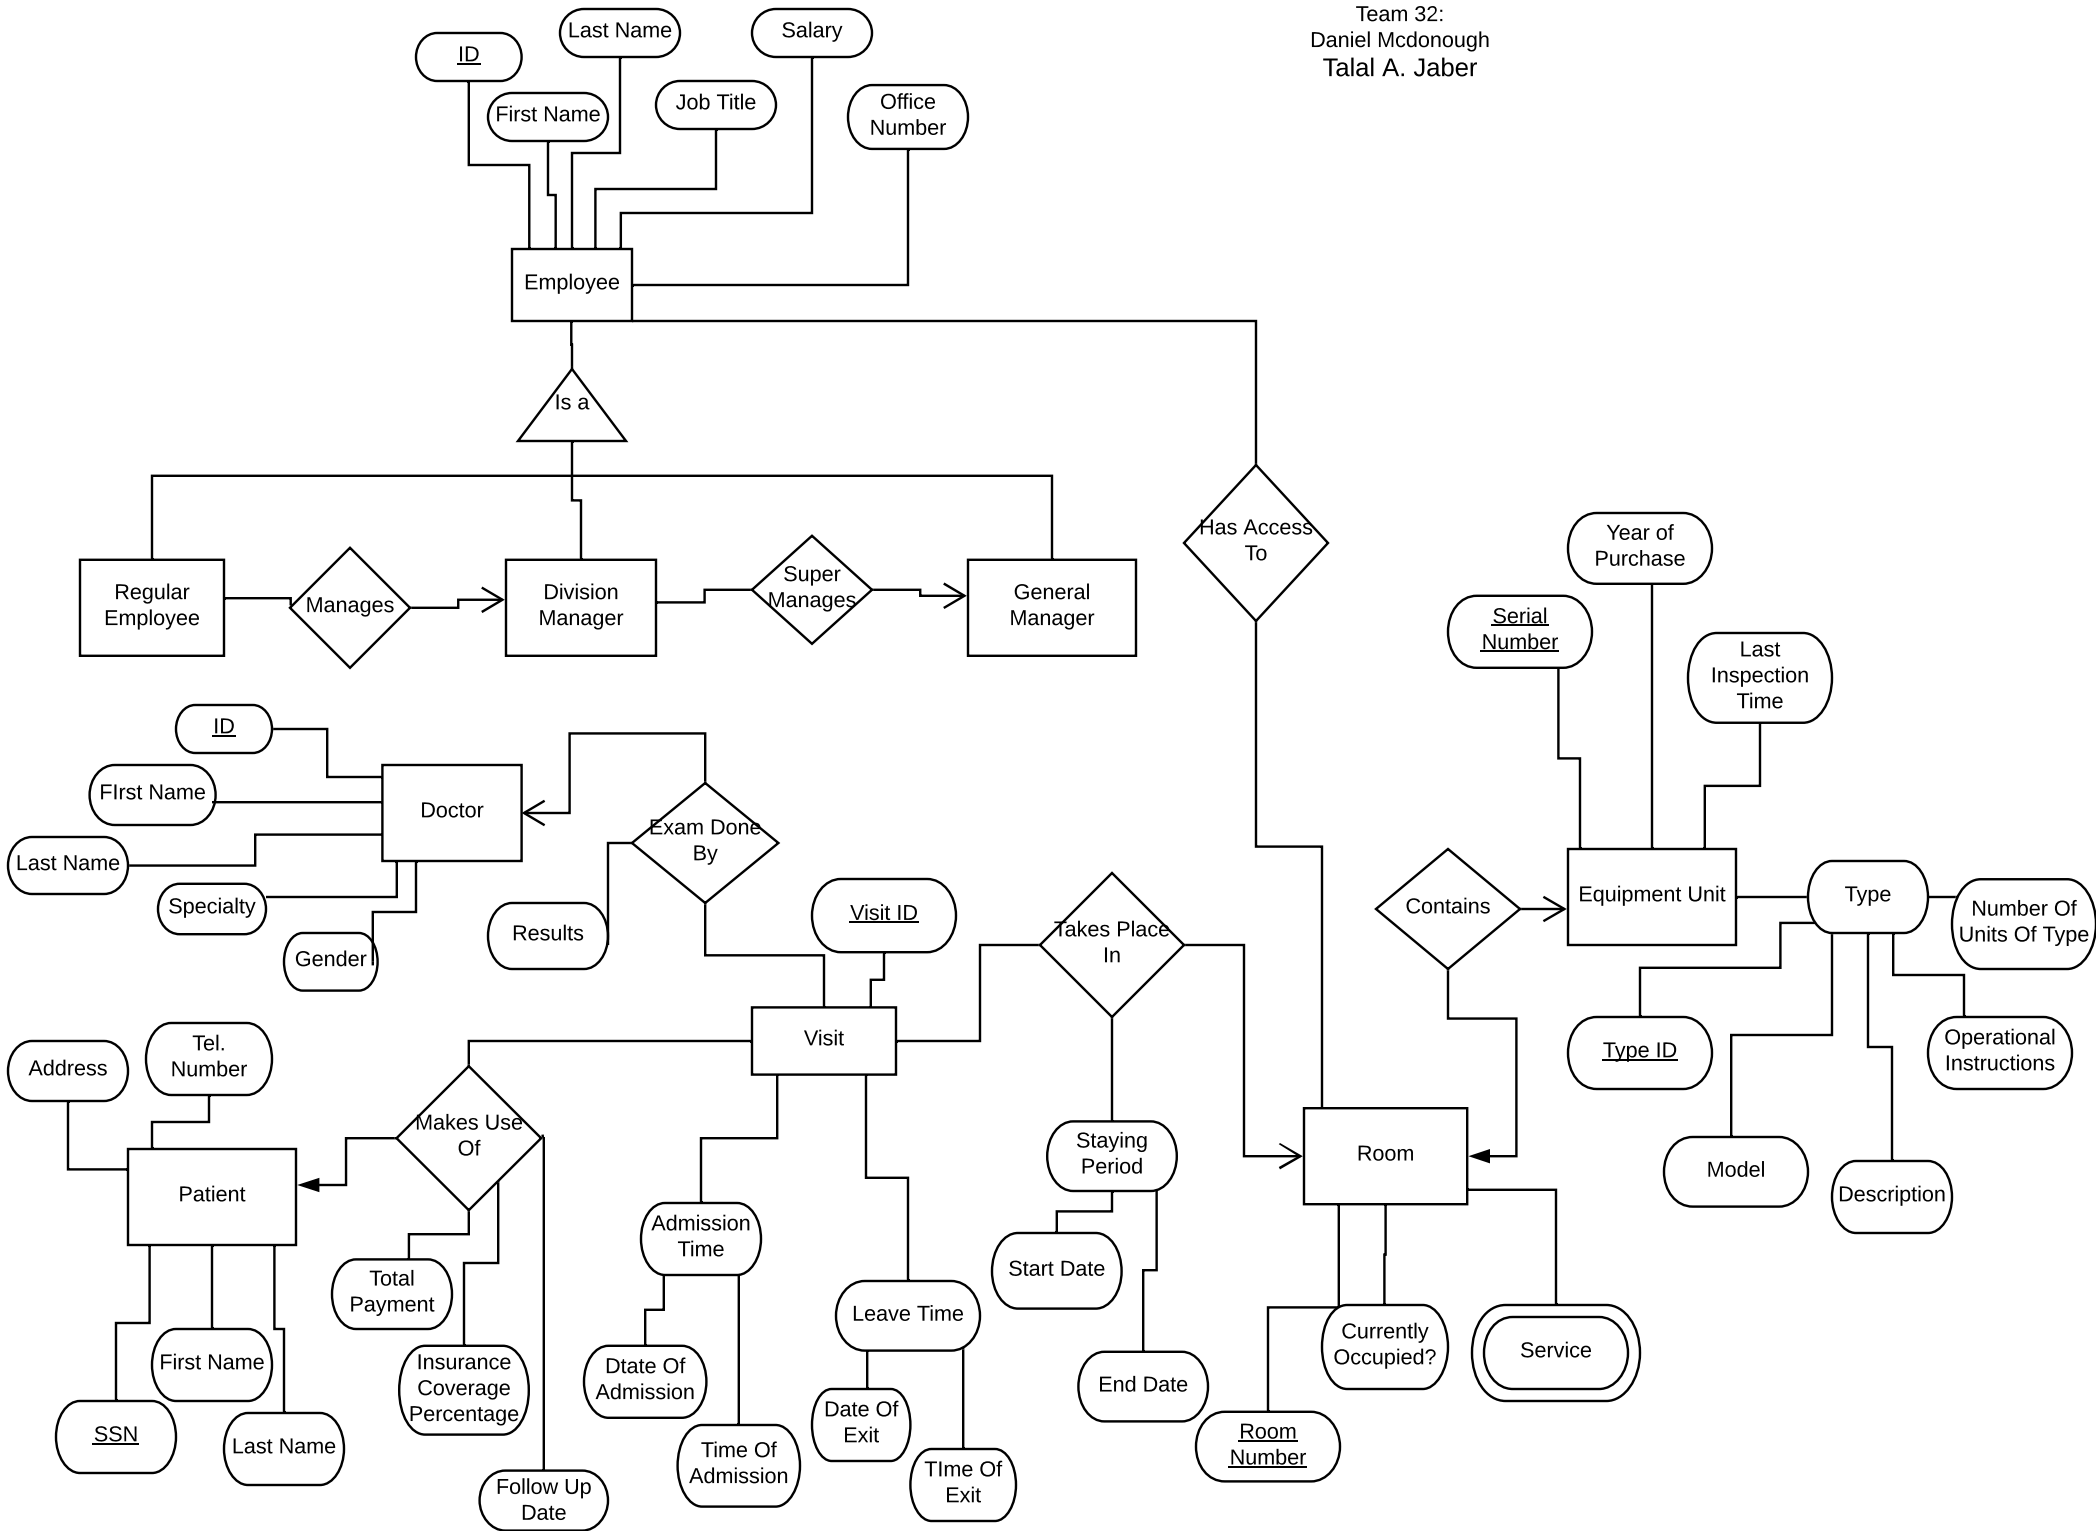 Team 32:
Daniel Mcdonough
Talal A. Jaber
Last Name
Salary
ID
Job Title
Office
Number
First Name
Employee
Is a
Has Access
To
Regular
Employee
Manages
Division
Manager
Super
Manages
General
Manager
Year of
Purchase
Serial
Number
Last
Inspection
Time
ID
FIrst Name
Last Name
Specialty
Gender
Doctor
Exam Done
By
Results
Visit ID
Takes Place
In
Contains
Equipment Unit
Type
Number Of
Units Of Type
Type ID
Operational
Instructions
Model
Description
Visit
Address
Tel.
Number
Makes Use
Of
Patient
Staying
Period
Room
Total
Payment
Admission
Time
Start Date
Leave Time
Currently
Occupied?
Service
First Name
Insurance
Coverage
Percentage
Dtate Of
Admission
End Date
SSN
Last Name
Date Of
Exit
Room
Number
Time Of
Admission
TIme Of
Exit
Follow Up
Date